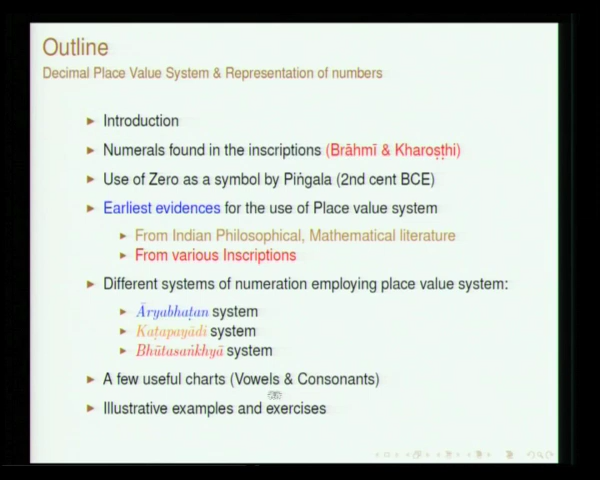 Outline
Decimal Place Value System & Representation of numbers
Introduction
Numerals found in the inscriptions (Brāhmī & Kharoṣṭhi)
Use of Zero as a symbol by Piṅgala (2nd cent BCE)
Earliest evidences for the use of Place value system
From Indian Philosophical, Mathematical literature
From various Inscriptions
Different systems of numeration employing place value system:
Āryabhaṭan system
Kaṭapayādi system
Bhūtasaṅkhyā system
A few useful charts (Vowels & Consonants)
Illustrative examples and exercises